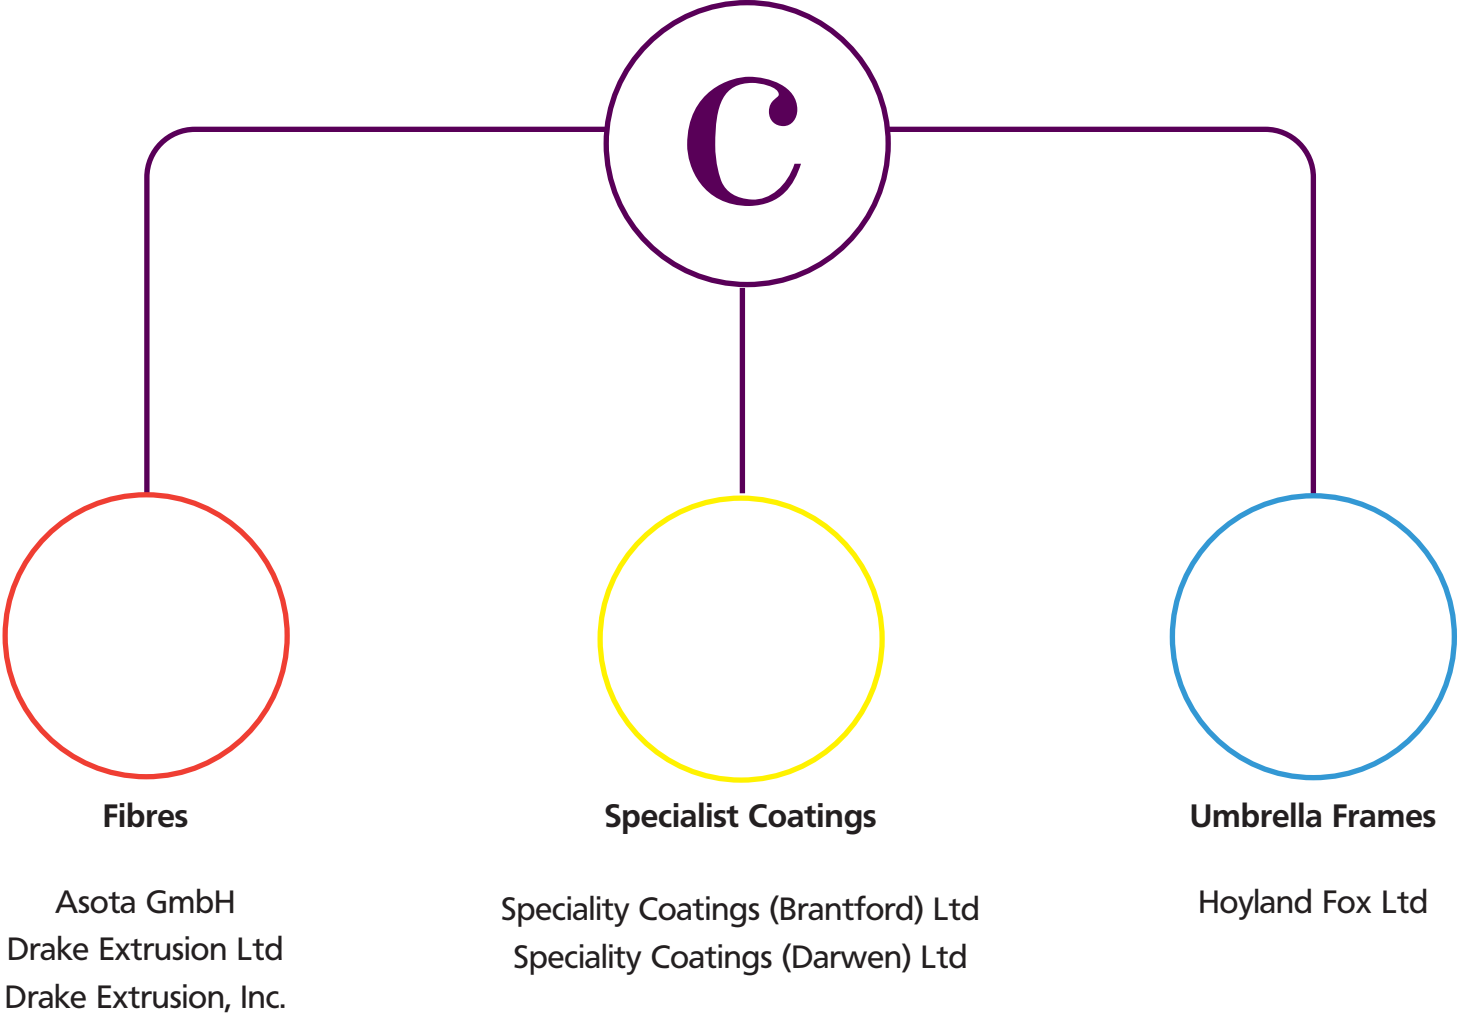 C
Fibres
Asota GmbH
Drake Extrusion Ltd
Drake Extrusion, Inc.
Specialist Coatings
Speciality Coatings (Brantford) Ltd
Speciality Coatings (Darwen) Ltd
Umbrella Frames
Hoyland Fox Ltd